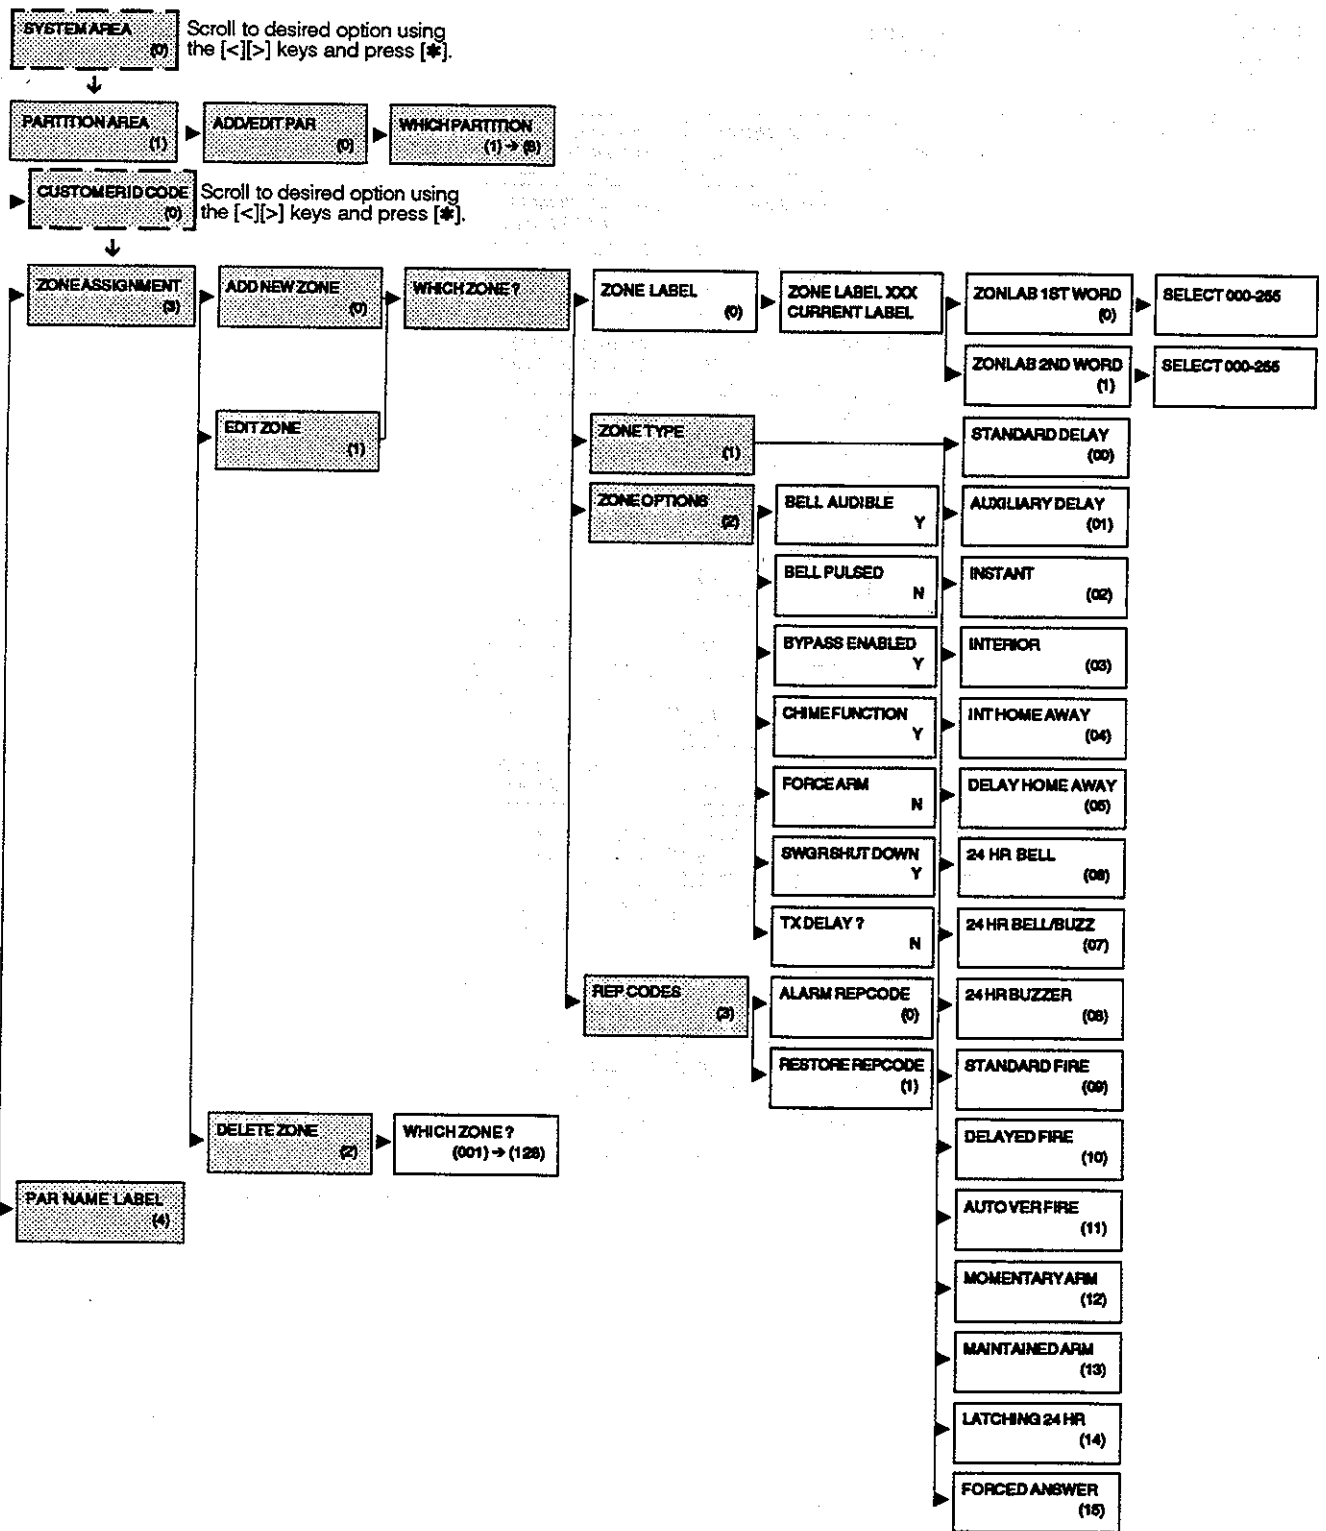 SYSTEM AREA
(0)
Scroll to desired option using
the [<][>] keys and press [✱].
PARTITION AREA
(1)
ADD/EDIT PAR
(0)
WHICH PARTITION
(1) → (8)
CUSTOMER ID CODE
(0)
Scroll to desired option using
the [<][>] keys and press [✱].
ZONE ASSIGNMENT
(3)
ADD NEW ZONE
(0)
WHICH ZONE ?
ZONE LABEL
(0)
ZONE LABEL XXX
CURRENT LABEL
ZONLAB 1ST WORD
(0)
SELECT 000-255
ZONLAB 2ND WORD
(1)
SELECT 000-255
EDIT ZONE
(1)
ZONE TYPE
(1)
STANDARD DELAY
(00)
ZONE OPTIONS
(2)
BELL AUDIBLE
Y
AUXILIARY DELAY
(01)
BELL PULSED
N
INSTANT
(02)
BYPASS ENABLED
Y
INTERIOR
(03)
CHIME FUNCTION
Y
INT HOME AWAY
(04)
FORCE ARM
N
DELAY HOME AWAY
(05)
SWGR SHUT DOWN
Y
24 HR BELL
(06)
TX DELAY ?
N
24 HR BELL/BUZZ
(07)
REP CODES
(3)
ALARM REPCODE
(0)
24 HR BUZZER
(08)
RESTORE REPCODE
(1)
STANDARD FIRE
(09)
DELETE ZONE
(2)
WHICH ZONE ?
(001) → (128)
DELAYED FIRE
(10)
PAR NAME LABEL
(4)
AUTO VER FIRE
(11)
MOMENTARY ARM
(12)
MAINTAINED ARM
(13)
LATCHING 24 HR
(14)
FORCED ANSWER
(15)